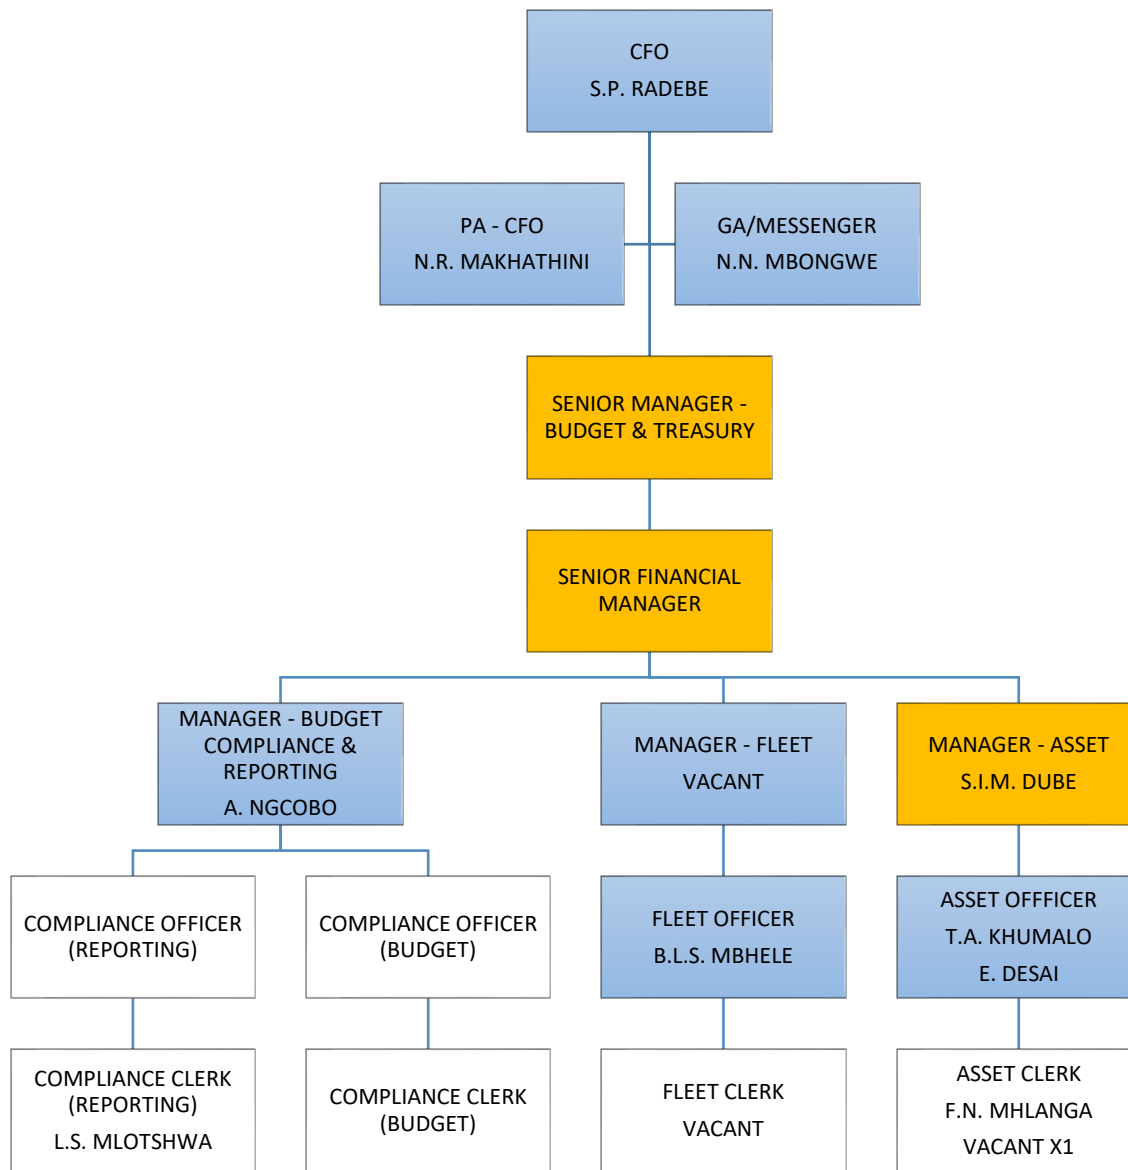 CFO
S.P. RADEBE
PA - CFO
N.R. MAKHATHINI
GA/MESSENGER
N.N. MBONGWE
SENIOR MANAGER -
BUDGET & TREASURY
SENIOR FINANCIAL
MANAGER
MANAGER - BUDGET
COMPLIANCE &
REPORTING
A. NGCOBO
MANAGER - FLEET
VACANT
MANAGER - ASSET
S.I.M. DUBE
COMPLIANCE OFFICER
(REPORTING)
COMPLIANCE OFFICER
(BUDGET)
FLEET OFFICER
B.L.S. MBHELE
ASSET OFFFICER
T.A. KHUMALO
E. DESAI
COMPLIANCE CLERK
(REPORTING)
L.S. MLOTSHWA
COMPLIANCE CLERK
(BUDGET)
FLEET CLERK
VACANT
ASSET CLERK
F.N. MHLANGA
VACANT X1